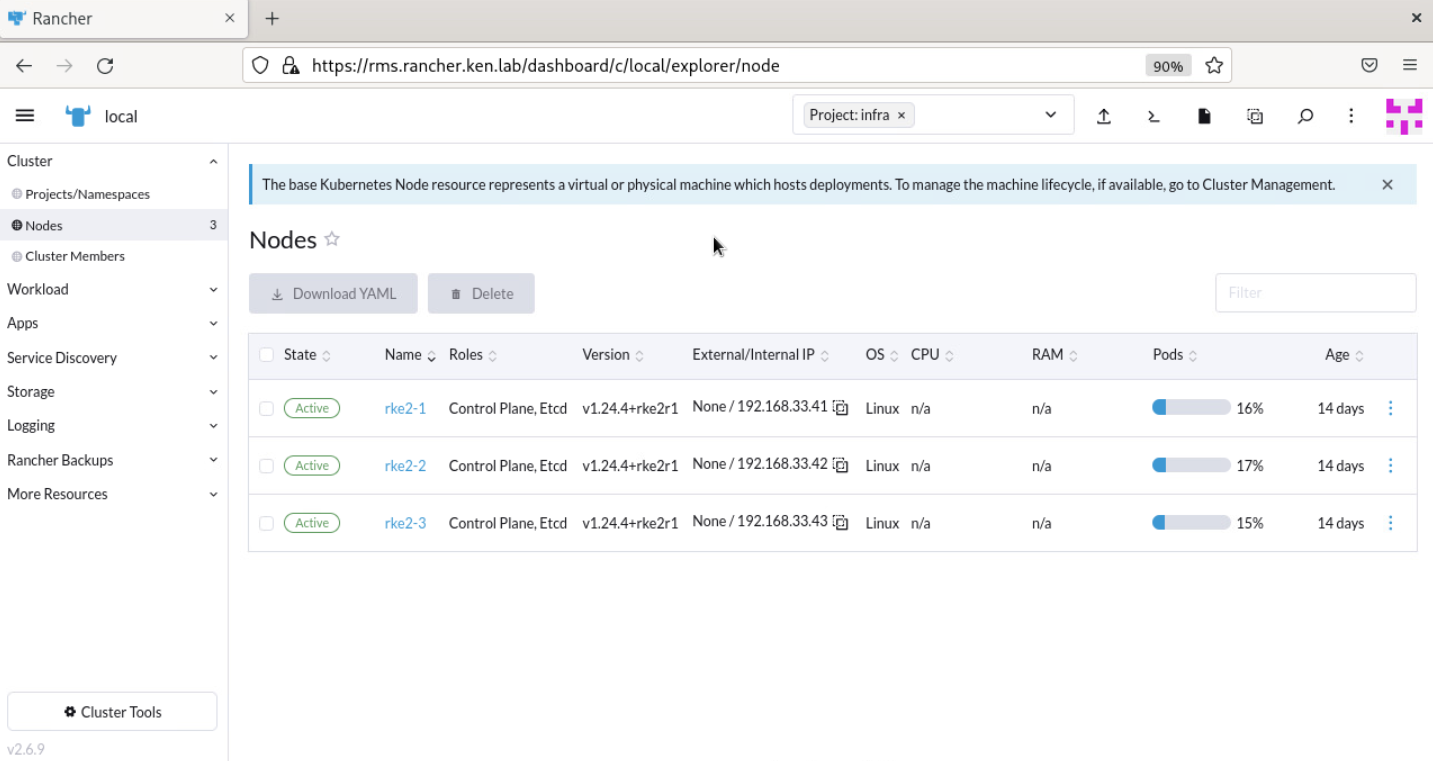 Rancher
https://rms.rancher.ken.lab/dashboard/c/local/explorer/node
90%
local
Project: infra
Cluster
Projects/Namespaces
Nodes 3
Cluster Members
Workload
Apps
Service Discovery
Storage
Logging
Rancher Backups
More Resources
Cluster Tools
v2.6.9
The base Kubernetes Node resource represents a virtual or physical machine which hosts deployments. To manage the machine lifecycle, if available, go to Cluster Management.
Nodes
Download YAML Delete Filter
State Name Roles Version External/Internal IP OS CPU RAM Pods Age
Active rke2-1 Control Plane, Etcd v1.24.4+rke2r1 None / 192.168.33.41 Linux n/a n/a 16% 14 days
Active rke2-2 Control Plane, Etcd v1.24.4+rke2r1 None / 192.168.33.42 Linux n/a n/a 17% 14 days
Active rke2-3 Control Plane, Etcd v1.24.4+rke2r1 None / 192.168.33.43 Linux n/a n/a 15% 14 days